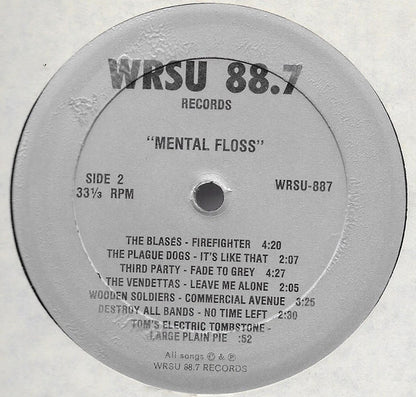 WRSU 88.7
RECORDS
"MENTAL FLOSS"
SIDE 2
33⅓ RPM
WRSU-887
THE BLASÉS - FIREFIGHTER 4:20
THE PLAGUE DOGS - IT'S LIKE THAT 2:07
THIRD PARTY - FADE TO GREY 4:27
THE VENDETTAS - LEAVE ME ALONE 2:05
WOODEN SOLDIERS - COMMERCIAL AVENUE 3:25
DESTROY ALL BANDS - NO TIME LEFT 2:30
TOM'S ELECTRIC TOMBSTONE -
LARGE PLAIN PIE :52
All songs © & ℗
WRSU 88.7 RECORDS